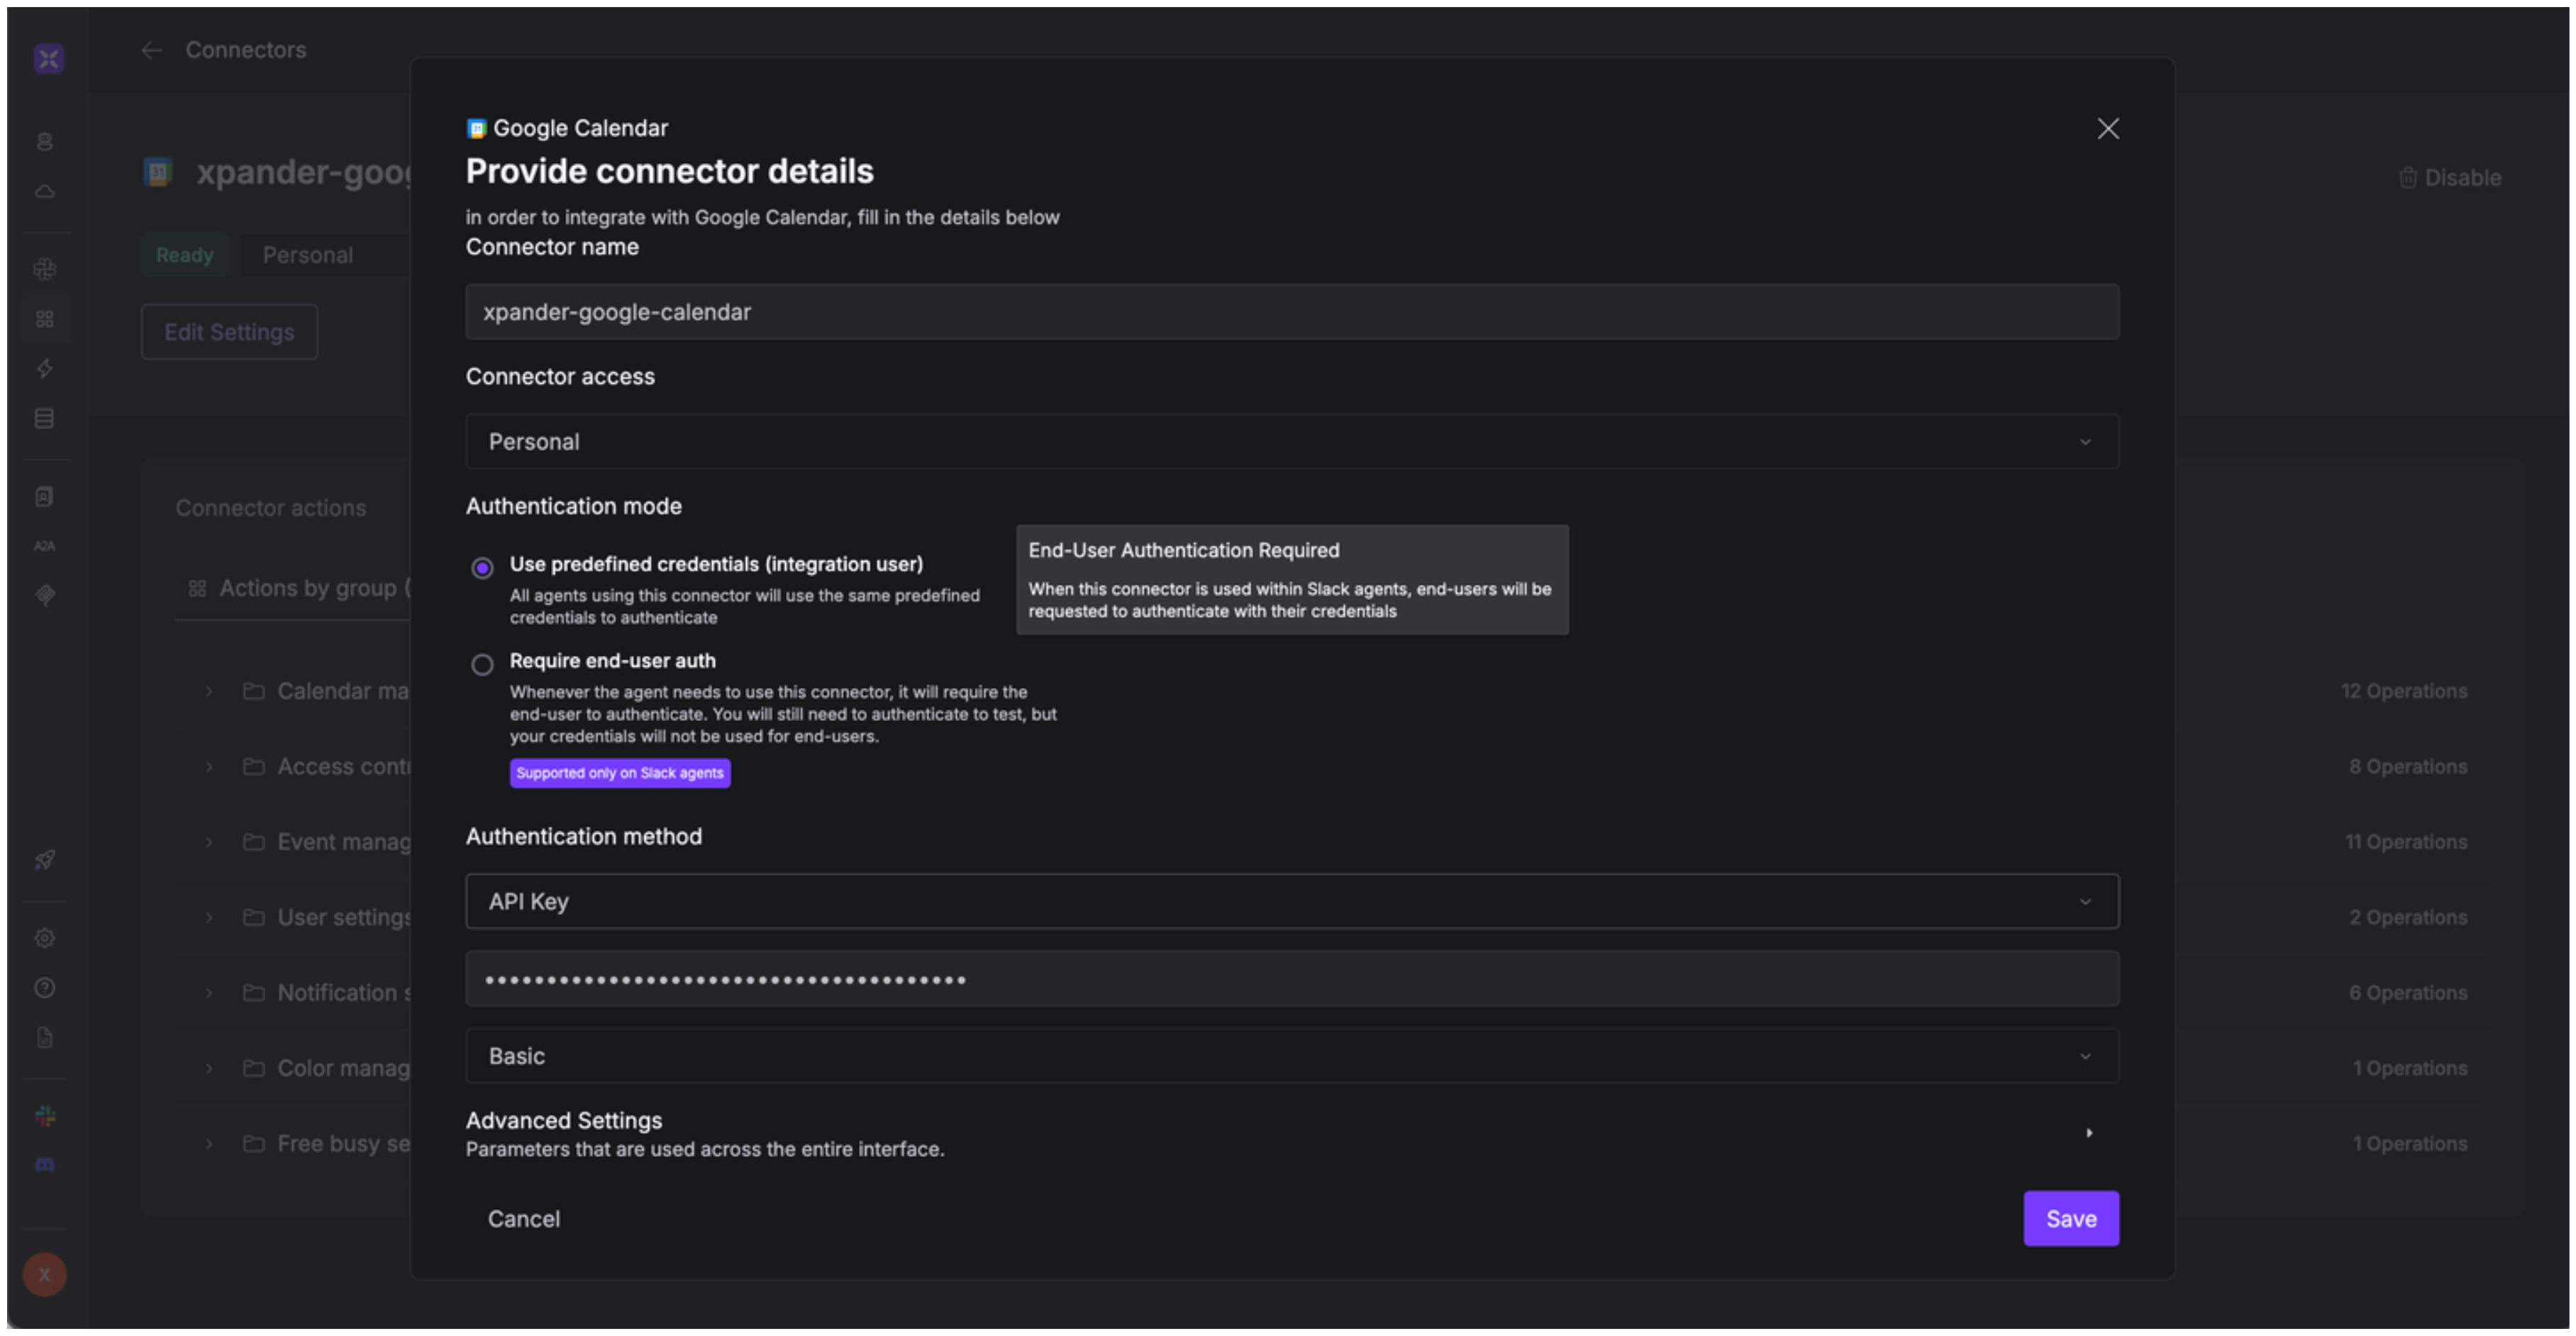 Connectors
xpander-goog
Disable
Ready
Personal
Edit Settings
Connector actions
Actions by group (
Calendar ma
12 Operations
Access contr
8 Operations
Event manag
11 Operations
User settings
2 Operations
Notification s
6 Operations
Color manag
1 Operations
Free busy se
1 Operations
A2A
X
31
Google Calendar
Provide connector details
in order to integrate with Google Calendar, fill in the details below
Connector name
xpander-google-calendar
Connector access
Personal
Authentication mode
Use predefined credentials (integration user)
All agents using this connector will use the same predefined
credentials to authenticate
End-User Authentication Required
When this connector is used within Slack agents, end-users will be
requested to authenticate with their credentials
Require end-user auth
Whenever the agent needs to use this connector, it will require the
end-user to authenticate. You will still need to authenticate to test, but
your credentials will not be used for end-users.
Supported only on Slack agents
Authentication method
API Key
•••••••••••••••••••••••••••••••••••••••
Basic
Advanced Settings
Parameters that are used across the entire interface.
Cancel
Save